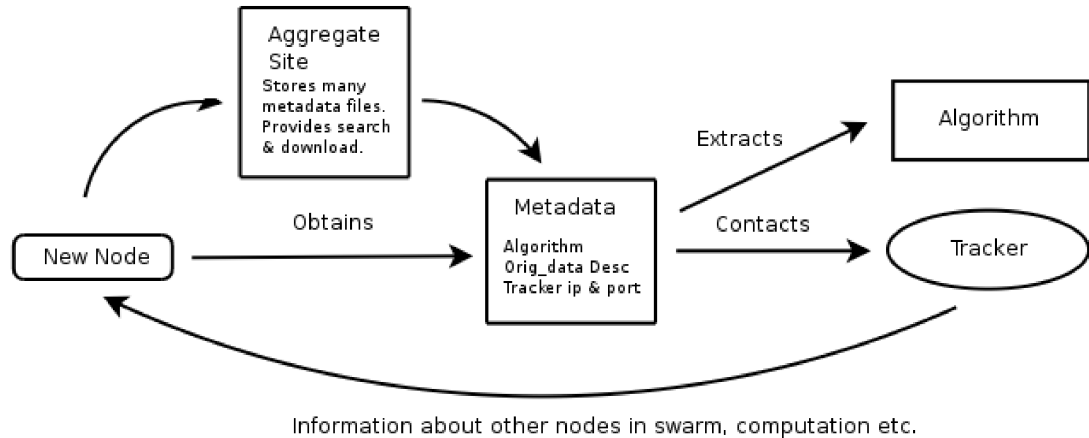 Aggregate
Site
Stores many
metadata files.
Provides search
& download.
Extracts
Algorithm
Obtains
Metadata
Algorithm
Orig_data Desc
Tracker ip & port
Contacts
Tracker
New Node
Information about other nodes in swarm, computation etc.